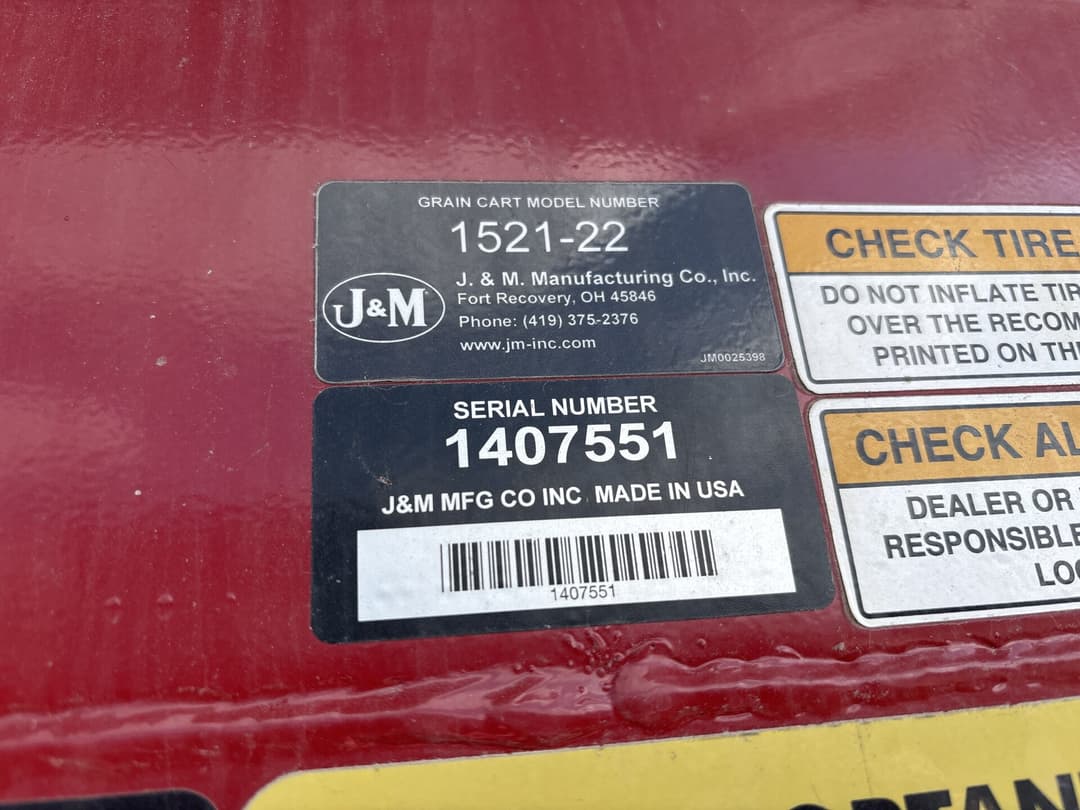 GRAIN CART MODEL NUMBER
1521-22
J&M
J. & M. Manufacturing Co., Inc.
Fort Recovery, OH 45846
Phone: (419) 375-2376
www.jm-inc.com
JM0025398
SERIAL NUMBER
1407551
J&M MFG CO INC MADE IN USA
1407551
CHECK TIRE
DO NOT INFLATE TIR
OVER THE RECOM
PRINTED ON TH
CHECK AL
DEALER OR
RESPONSIBLE
LO